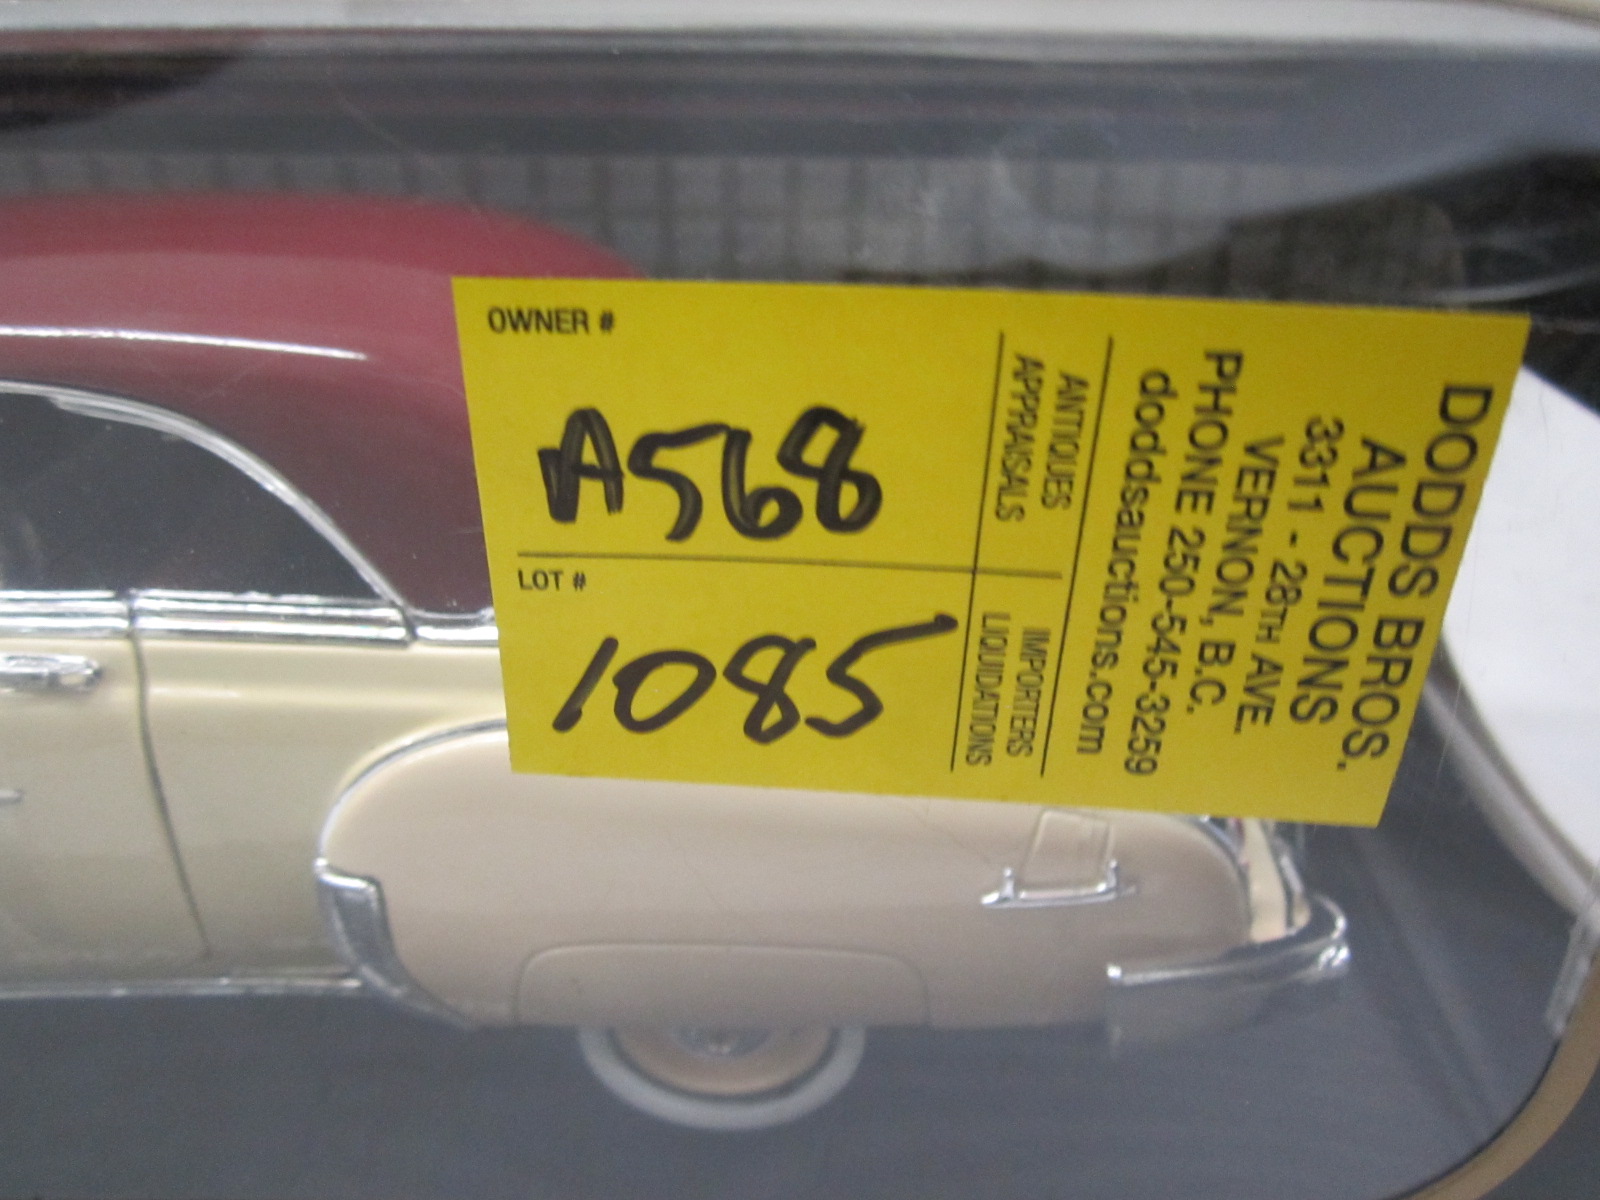 OWNER #
A568
LOT #
1085
ANTIQUES
APPRAISALS
IMPORTERS
LIQUIDATIONS
DODDS BROS.
AUCTIONS
3311 - 28TH AVE.
VERNON, B.C.
PHONE 250-545-3259
doddsauctions.com